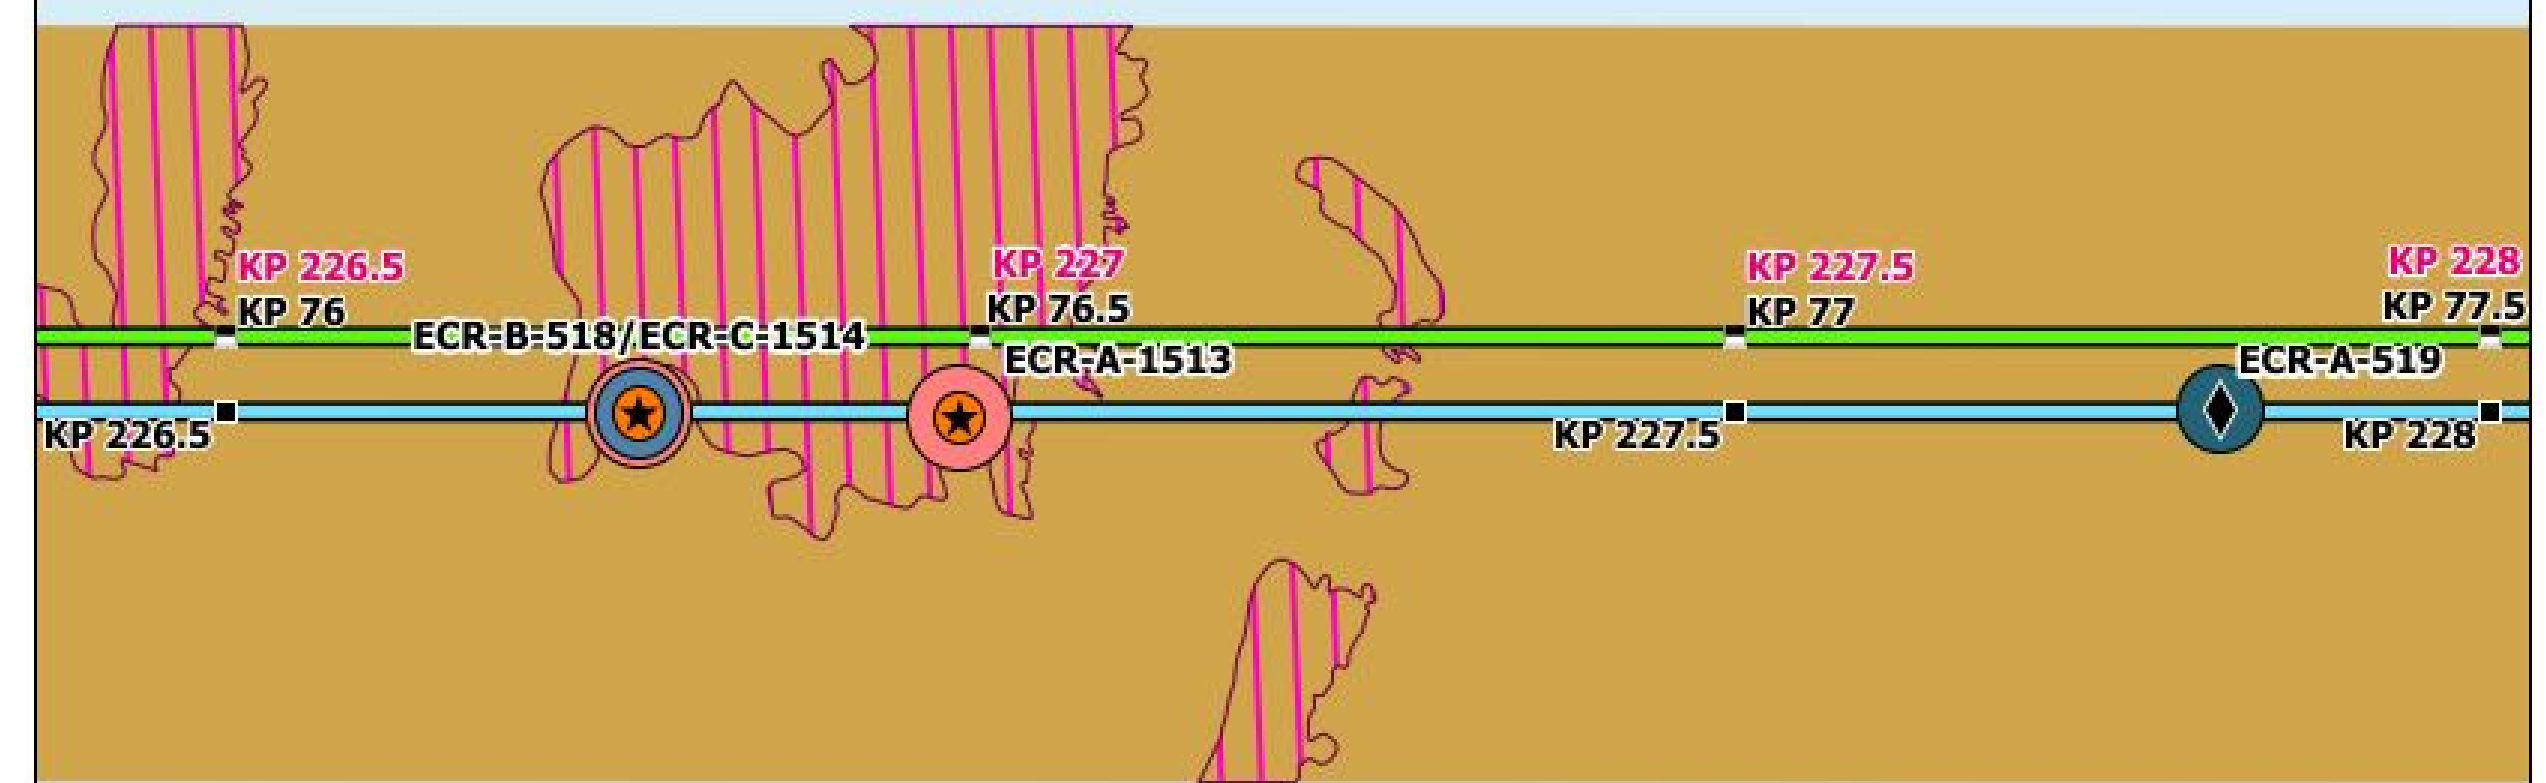 KP 226.5
KP 76
KP 227
KP 76.5
KP 227.5
KP 77
KP 228
KP 77.5
ECR-B-518/ECR-C-1514
ECR-A-1513
ECR-A-519
KP 226.5
KP 227.5
KP 228